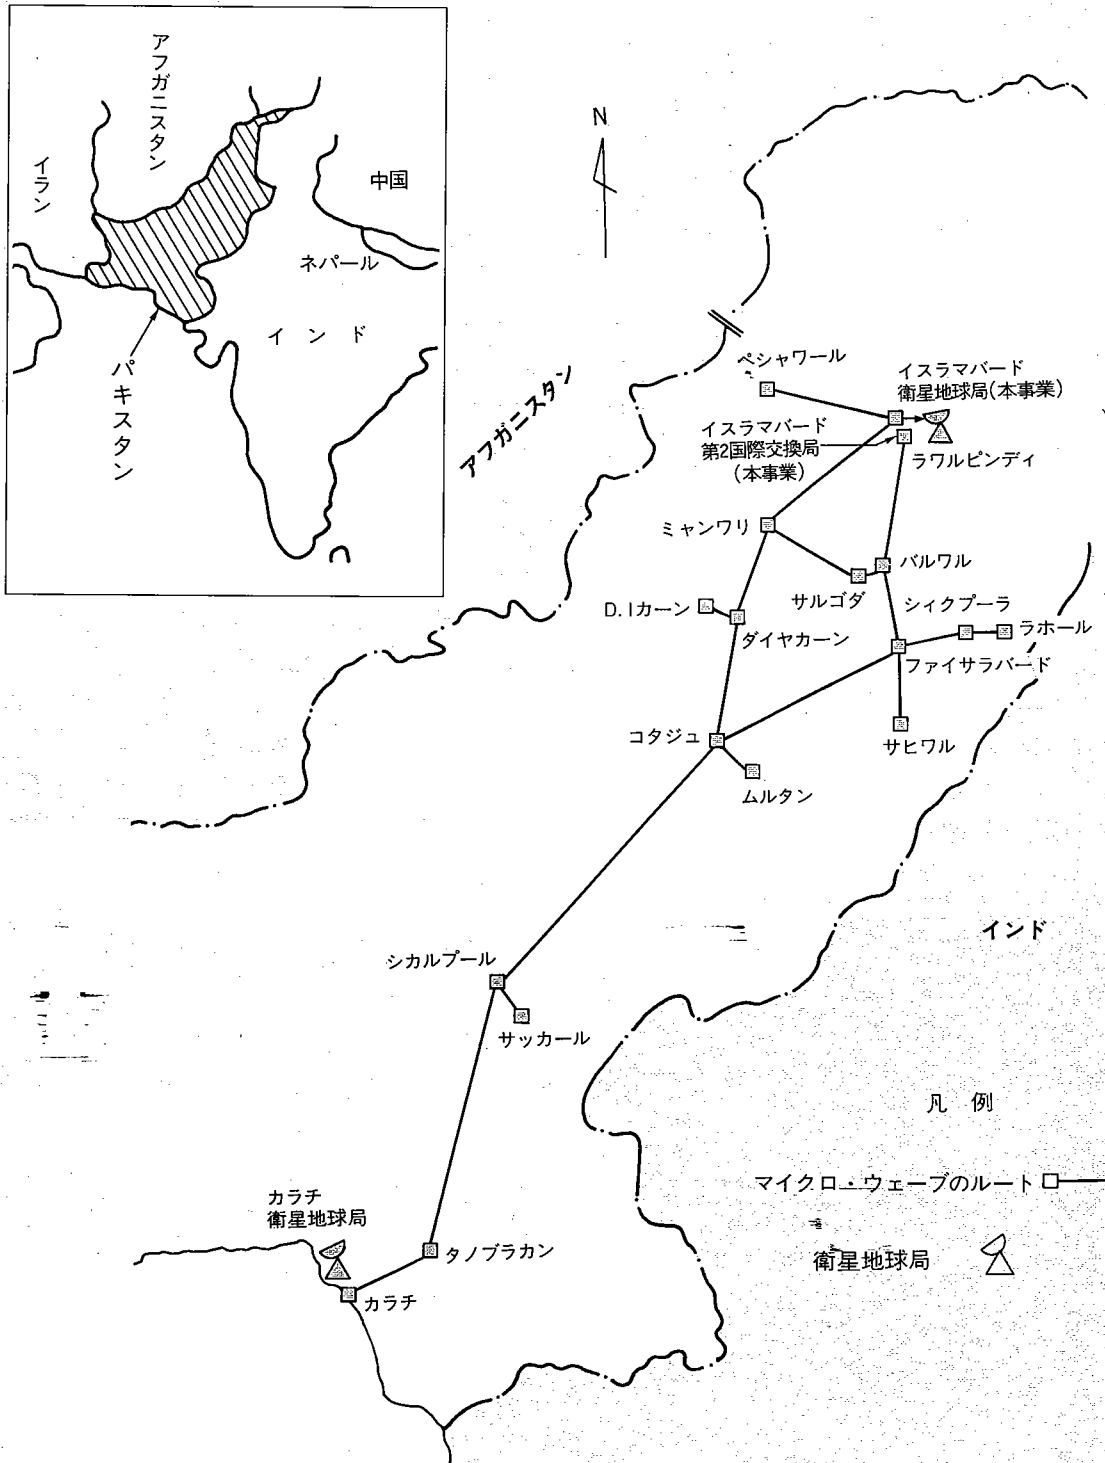 アフガニスタン
イラン
中国
ネパール
インド
パキスタン
N
アフガニスタン
ペシャワール
イスラマバード
衛星地球局(本事業)
イスラマバード
第2国際交換局
(本事業)
ラワルピンディ
ミャンワリ
バルワル
サルゴダ
シィクプーラ
D.Iカーン
ラホール
ダイヤカーン
ファイサラバード
コタジュ
サヒワル
ムルタン
インド
シカルプール
サッカール
凡例
マイクロ・ウェーブのルート
カラチ
衛星地球局
タノブラカン
衛星地球局
カラチ